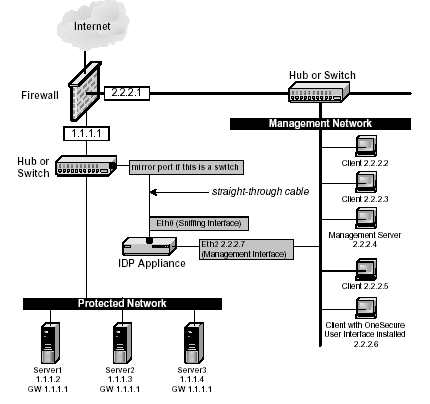 Internet
Firewall
2.2.2.1
Hub or Switch
Management Network
1.1.1.1
Hub or
Switch
mirror port if this is a switch
straight-through cable
Eth0 (Sniffing Interface)
IDP Appliance
Eth2 2.2.2.7
(Management Interface)
Client 2.2.2.2
Client 2.2.2.3
Management Server
2.2.2.4
Client 2.2.2.5
Client with OneSecure
User Interface installed
2.2.2.6
Protected Network
Server1
1.1.1.2
GW 1.1.1.1
Server2
1.1.1.3
GW 1.1.1.1
Server3
1.1.1.4
GW 1.1.1.1